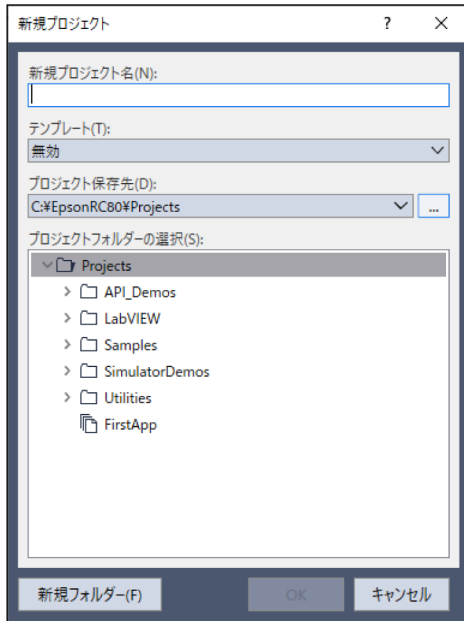 新規プロジェクト
新規プロジェクト名(N):
テンプレート(T):
無効
プロジェクト保存先(D):
C:¥EpsonRC80¥Projects
...
プロジェクトフォルダーの選択(S):
Projects
API_Demos
LabVIEW
Samples
SimulatorDemos
Utilities
FirstApp
新規フォルダー(F) OK キャンセル